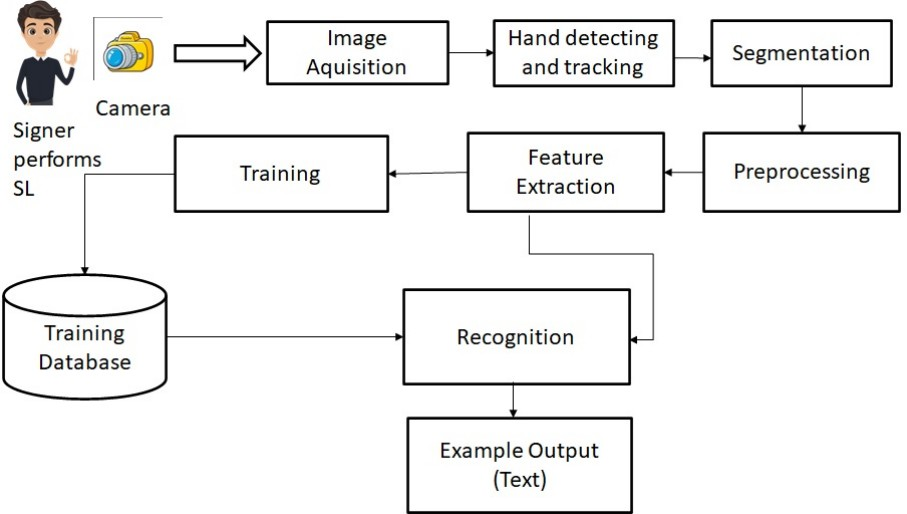 Image
Aquisition
Hand detecting
and tracking
Segmentation
Camera
Signer
performs
SL
Training
Feature
Extraction
Preprocessing
Training
Database
Recognition
Example Output
(Text)